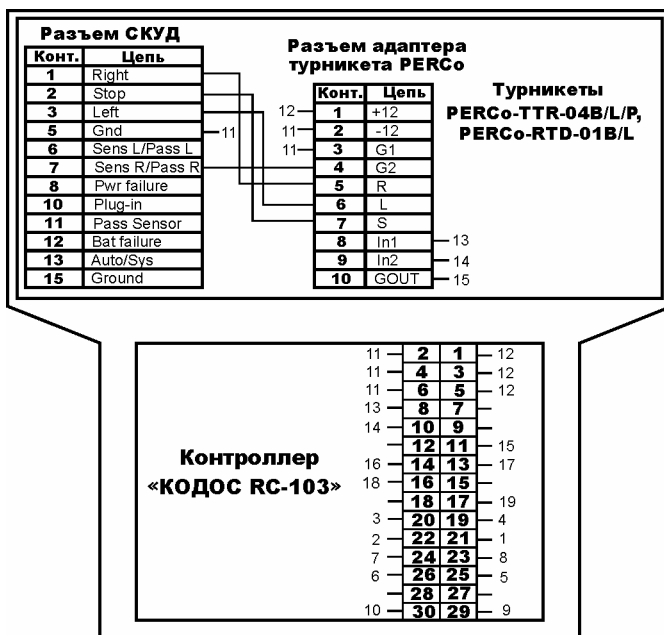 Разъем СКУД
Конт. Цепь
1 Right
2 Stop
3 Left
5 Gnd 11
6 Sens L/Pass L
7 Sens R/Pass R
8 Pwr failure
10 Plug-in
11 Pass Sensor
12 Bat failure
13 Auto/Sys
15 Ground
Разъем адаптера
турникета PERCo
Конт. Цепь
12 1 +12
11 2 -12
11 3 G1
4 G2
5 R
6 L
7 S
8 In1 13
9 In2 14
10 GOUT 15
Турникеты
PERCo-TTR-04B/L/P,
PERCo-RTD-01B/L
Контроллер
«КОДОС RC-103»
11 2 1 12
11 4 3 12
11 6 5 12
13 8 7
14 10 9
12 11 15
16 14 13 17
18 16 15
18 17 19
3 20 19 4
2 22 21 1
7 24 23 8
6 26 25 5
28 27
10 30 29 9